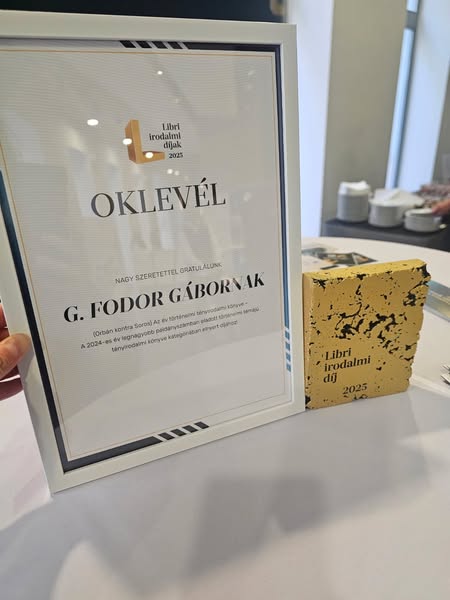 Libri
irodalmi
díjak
2025
OKLEVÉL
NAGY SZERETETTEL GRATULÁLUNK
G. FODOR GÁBORNAK
(Orbán kontra Soros) Az év történelmi tényirodalmi könyve –
A 2024-es év legnagyobb példányszámban eladott történelmi témájú
tényirodalmi könyve kategóriában elnyert díjához!
Libri
irodalmi
díj
2025